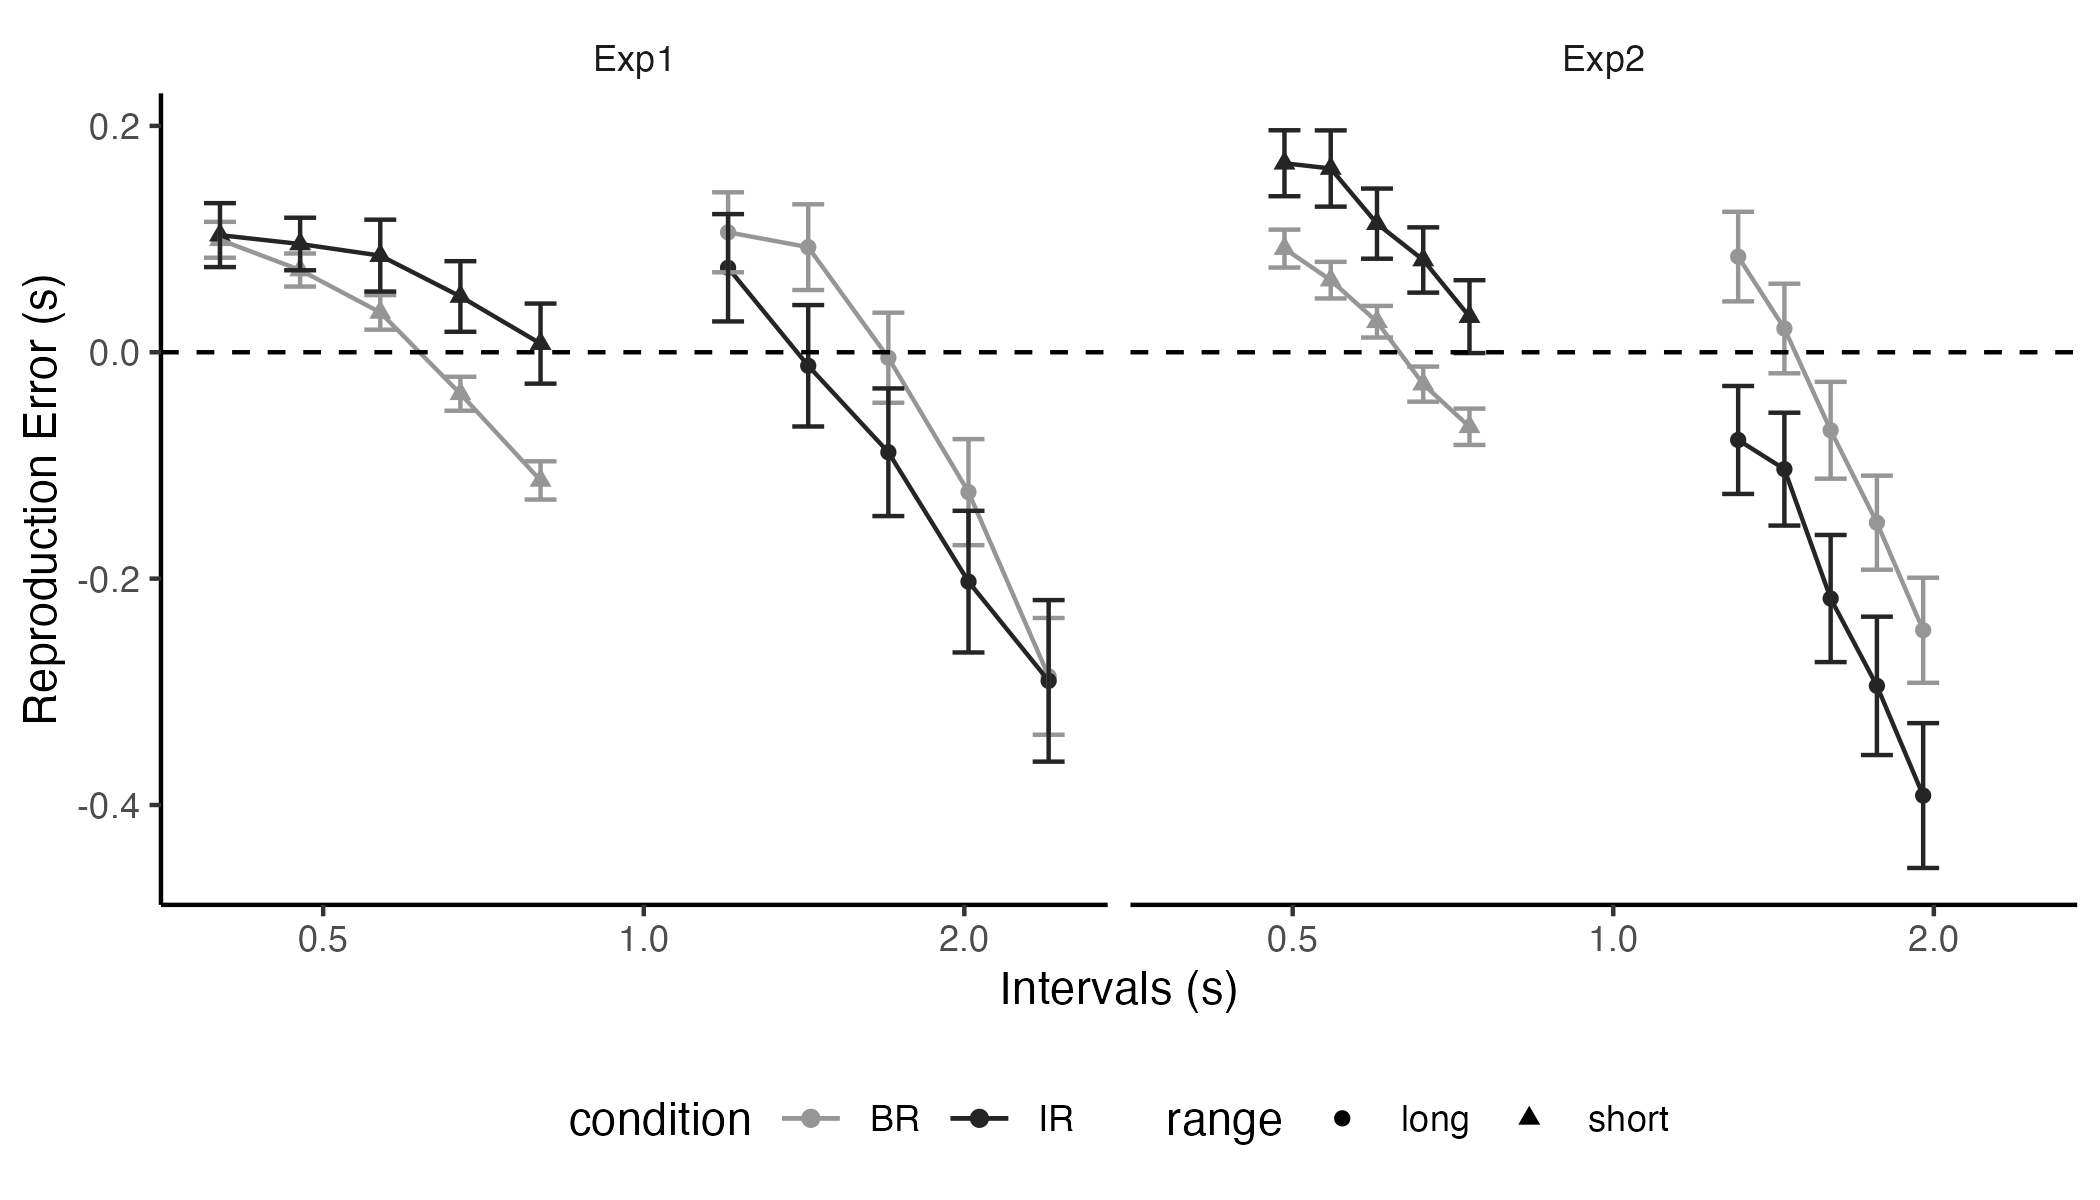 Exp1 Exp2
0.2
0.0
-0.2
-0.4
Reproduction Error (s)
0.5 1.0 2.0 0.5 1.0 2.0
Intervals (s)
condition BR IR range long short